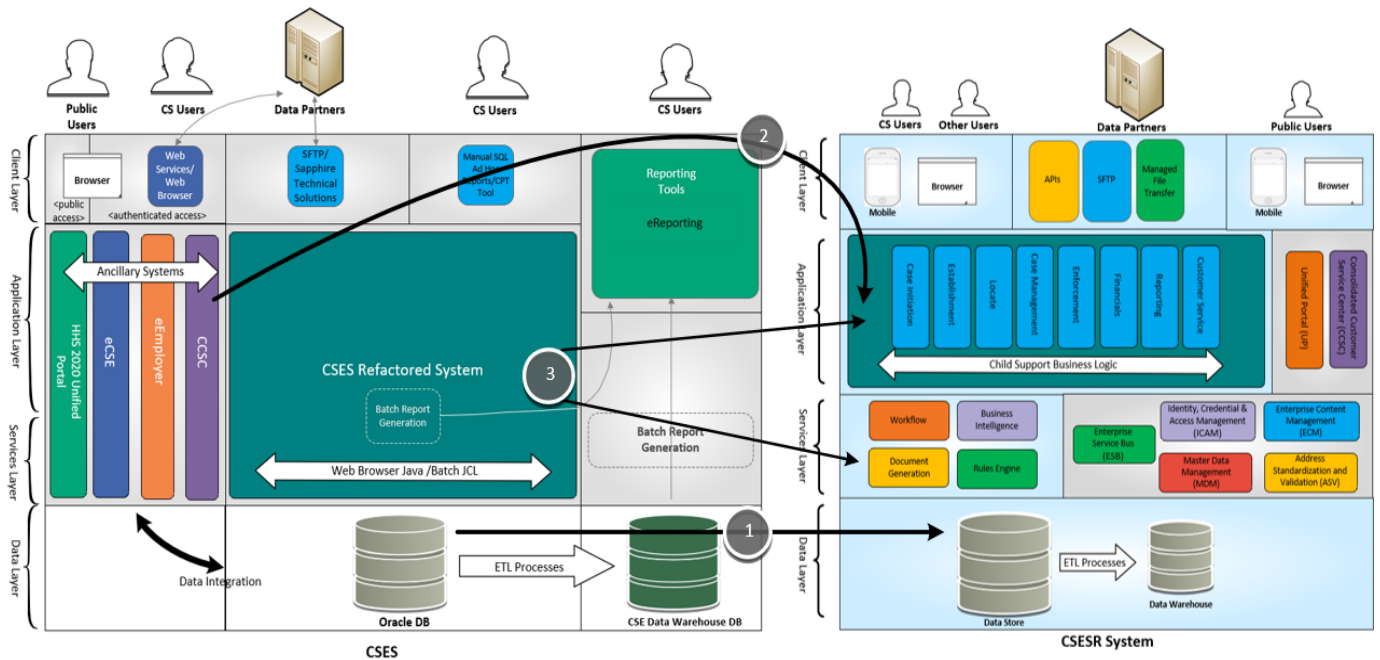 Public
Users
CS Users
Data Partners
CS Users
CS Users
Client Layer
Browser
<public
access>
Web
Services/
Web
Browser
<authenticated access>
SFTP/
Sapphire
Technical
Solutions
Manual SQL
Ad Hoc
Reports/CPT
Tool
Reporting
Tools
eReporting
Application Layer
Ancillary Systems
HHS 2020 Unified
Portal
eCSE
eEmployer
CCSC
CSES Refactored System
Batch Report
Generation
Batch Report
Generation
Services Layer
Web Browser Java /Batch JCL
Data Layer
Data Integration
ETL Processes
Oracle DB
CSE Data Warehouse DB
CSES
2
3
1
CS Users
Other Users
Data Partners
Public Users
Client Layer
Mobile
Browser
APIs
SFTP
Managed
File
Transfer
Mobile
Browser
Application Layer
Case Initiation
Establishment
Locate
Case Management
Enforcement
Financials
Reporting
Customer Service
Child Support Business Logic
Unified Portal
(UP)
Consolidated Customer
Service Center (CCSC)
Services Layer
Workflow
Business
Intelligence
Document
Generation
Rules Engine
Enterprise
Service Bus
(ESB)
Identity, Credential &
Access Management
(ICAM)
Enterprise Content
Management
(ECM)
Master Data
Management
(MDM)
Address
Standardization and
Validation (ASV)
Data Layer
ETL Processes
Data Store
Data Warehouse
CSESR System